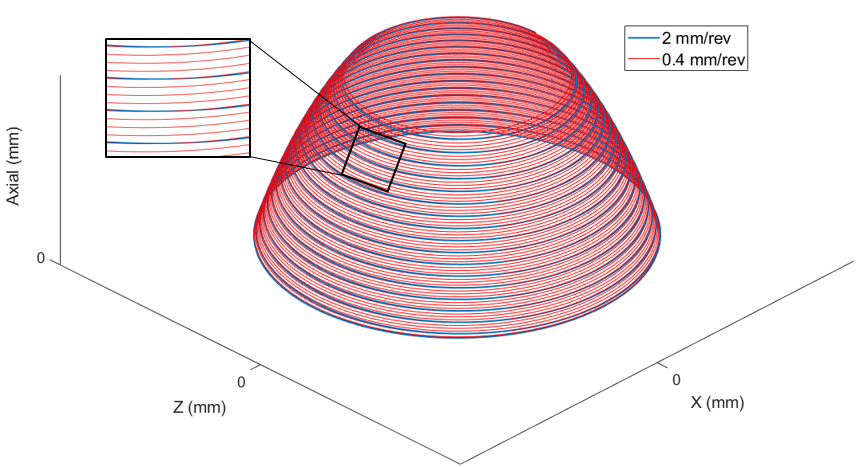 2 mm/rev
0.4 mm/rev
Axial (mm)
0
0
Z (mm)
0
X (mm)